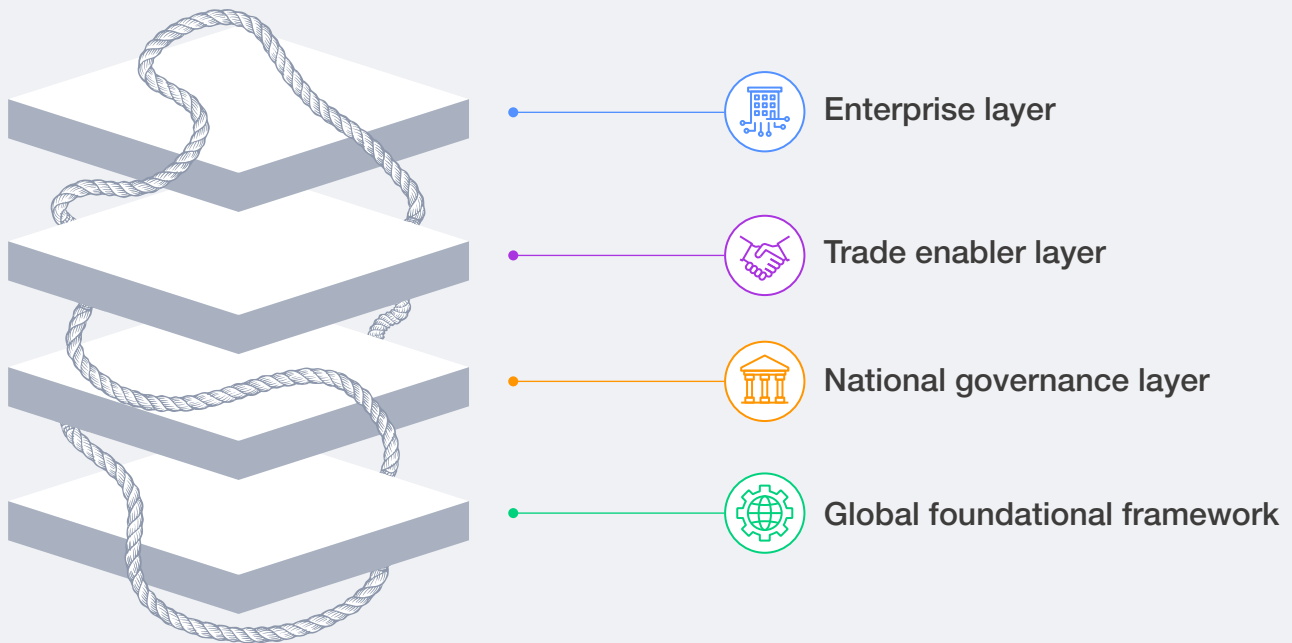 Enterprise layer
Trade enabler layer
National governance layer
Global foundational framework